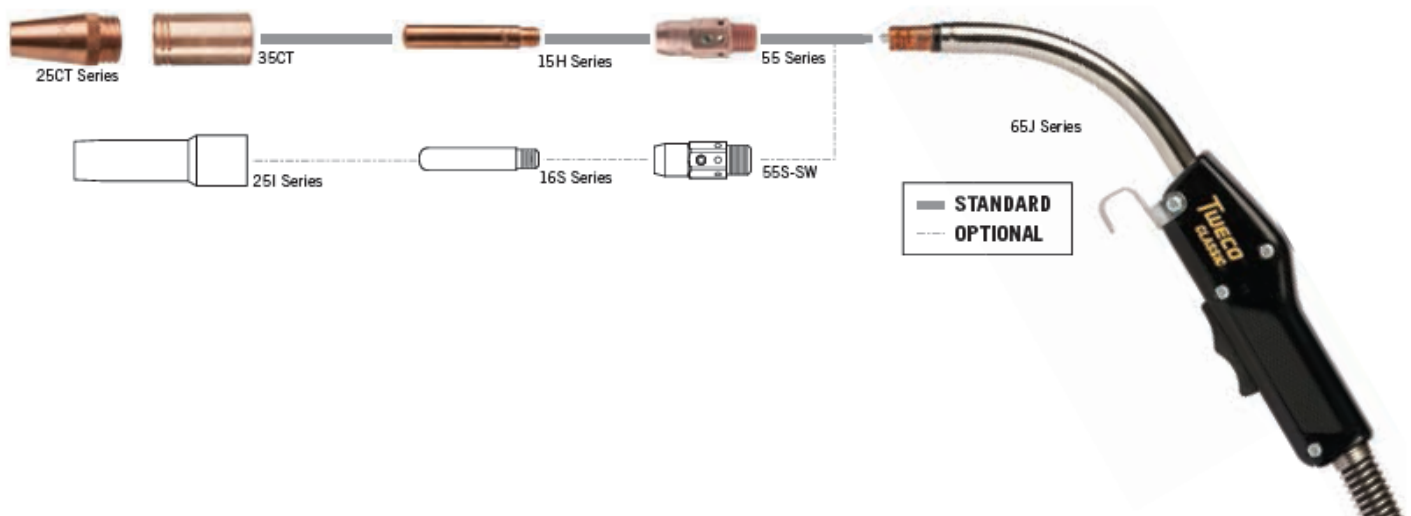 25CT Series
35CT
15H Series
55 Series
65J Series
25I Series
16S Series
55S-SW
STANDARD
OPTIONAL
TWECO
CLASSIC